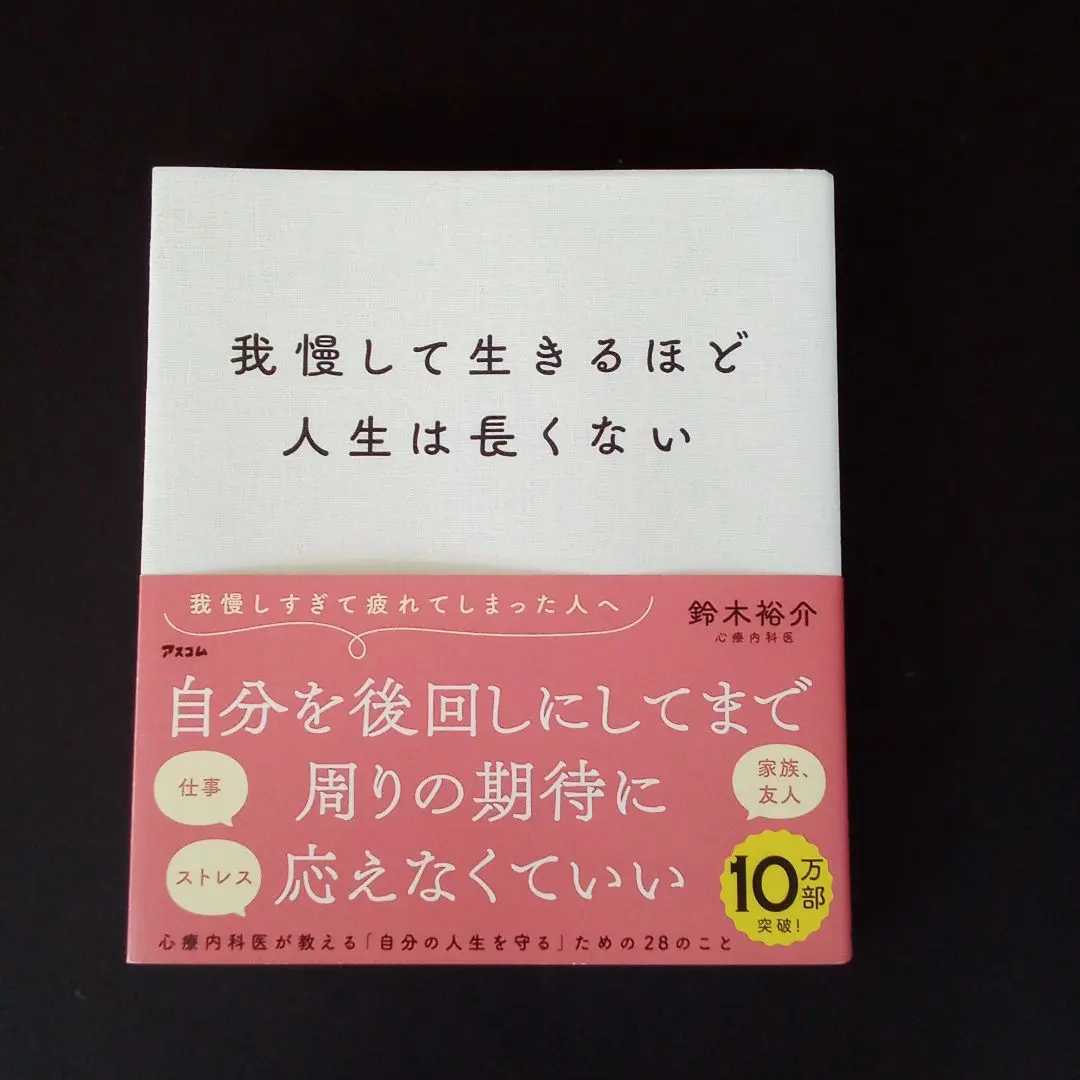 我慢して生きるほど
人生は長くない
我慢しすぎて疲れてしまった人へ
鈴木裕介
心療内科医
アスコム
自分を後回しにしてまで
周りの期待に
応えなくていい
仕事
家族、
友人
ストレス
10万部
突破!
心療内科医が教える「自分の人生を守る」ための28のこと